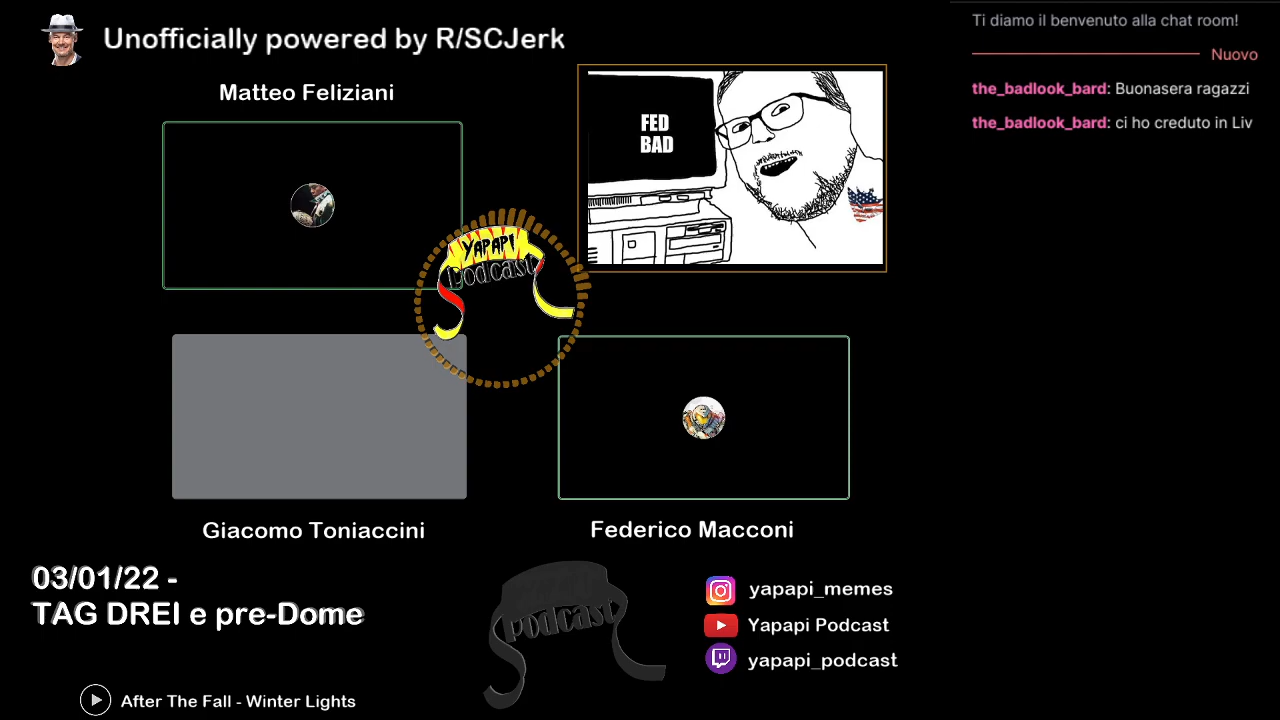 Unofficially powered by R/SCJerk
Matteo Feliziani
FED
BAD
YAPAPI
Podcast
Giacomo Toniaccini
Federico Macconi
03/01/22 -
TAG DREI e pre-Dome
podcast
yapapi_memes
Yapapi Podcast
yapapi_podcast
After The Fall - Winter Lights
Ti diamo il benvenuto alla chat room!
Nuovo
the_badlook_bard: Buonasera ragazzi
the_badlook_bard: ci ho creduto in Liv